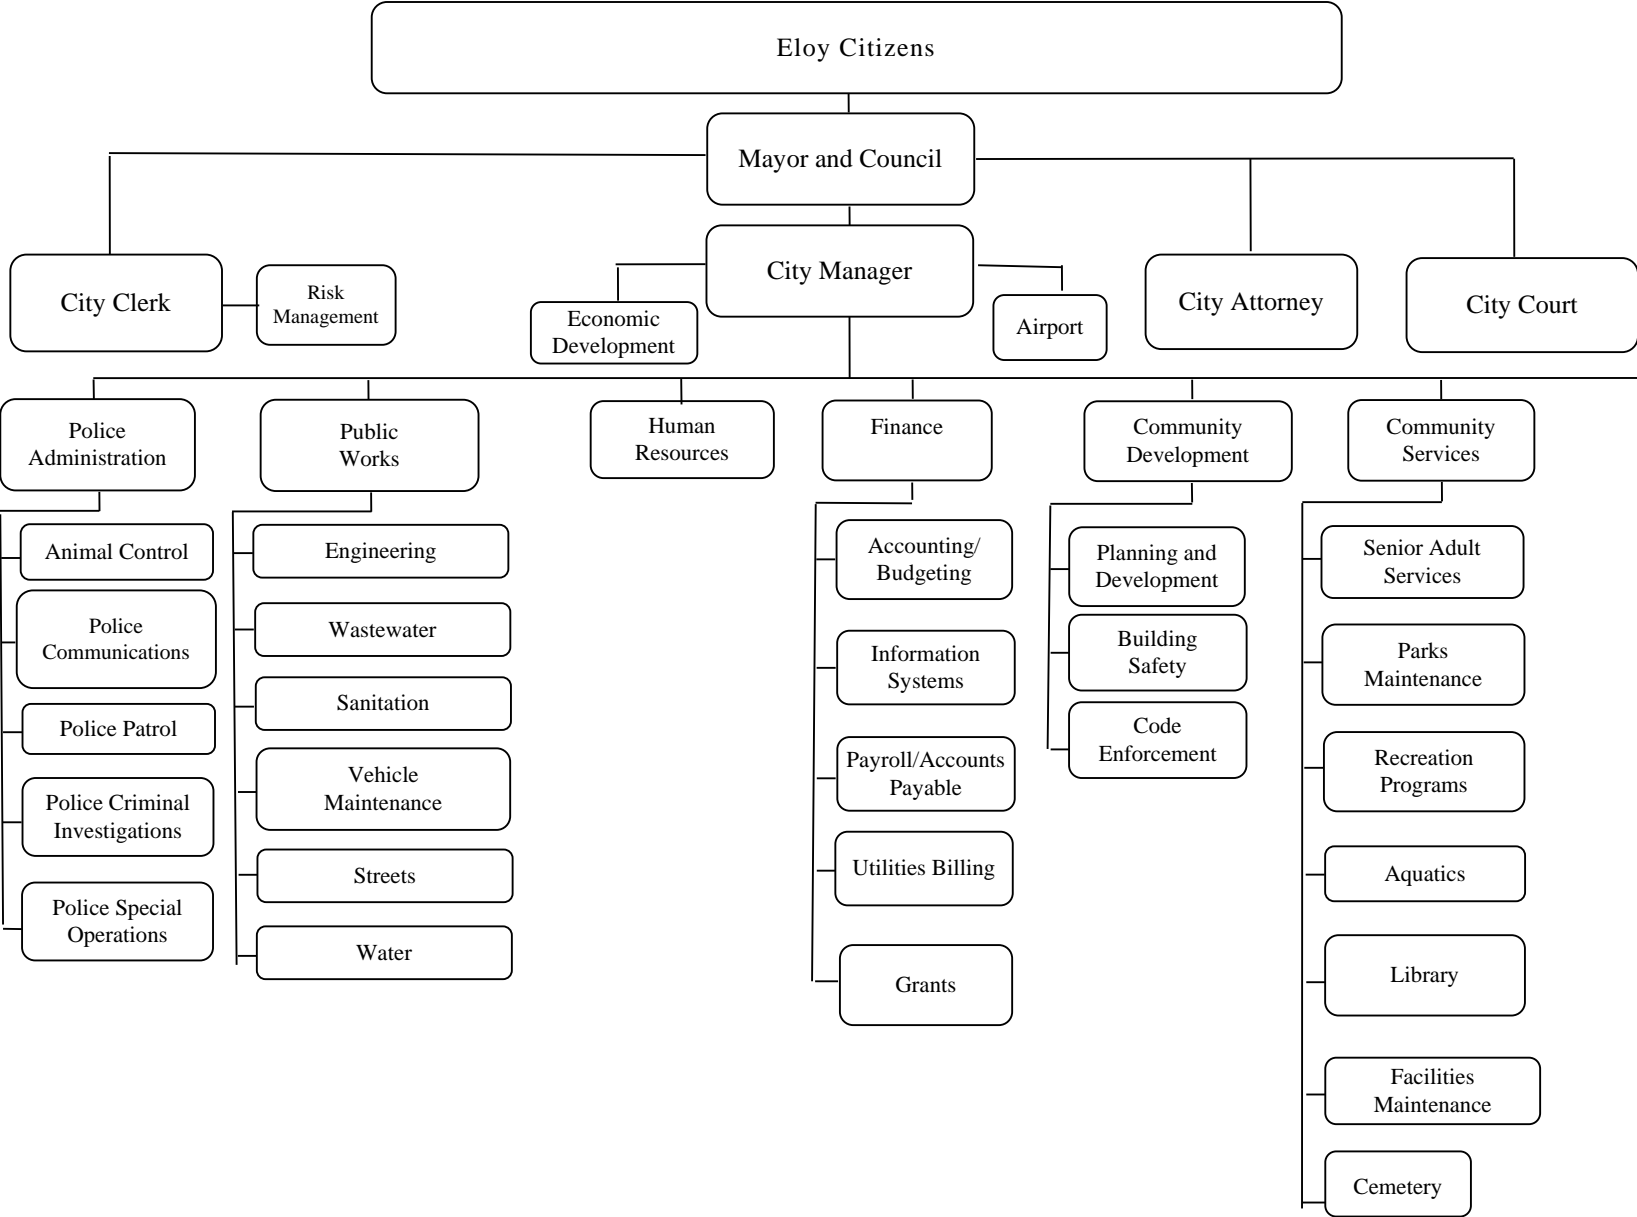 Eloy Citizens
Mayor and Council
City Manager
City Clerk
Risk
Management
Economic
Development
Airport
City Attorney
City Court
Police
Administration
Public
Works
Human
Resources
Finance
Community
Development
Community
Services
Animal Control
Police
Communications
Police Patrol
Police Criminal
Investigations
Police Special
Operations
Engineering
Wastewater
Sanitation
Vehicle
Maintenance
Streets
Water
Accounting/
Budgeting
Information
Systems
Payroll/Accounts
Payable
Utilities Billing
Grants
Planning and
Development
Building
Safety
Code
Enforcement
Senior Adult
Services
Parks
Maintenance
Recreation
Programs
Aquatics
Library
Facilities
Maintenance
Cemetery